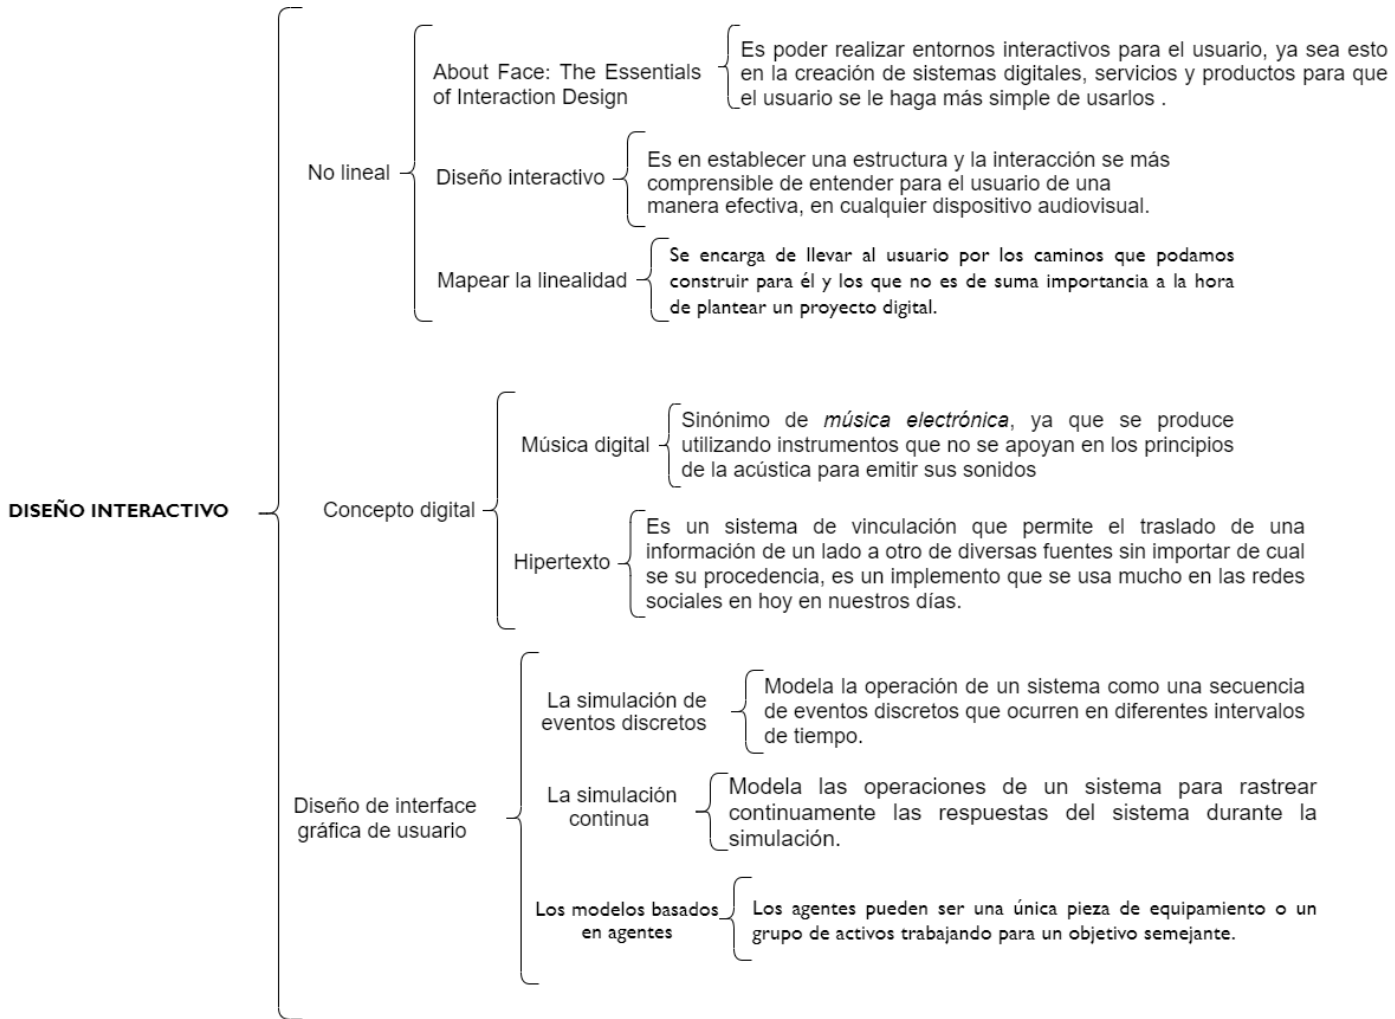 DISEÑO INTERACTIVO
No lineal
About Face: The Essentials
of Interaction Design
Es poder realizar entornos interactivos para el usuario, ya sea esto
en la creación de sistemas digitales, servicios y productos para que
el usuario se le haga más simple de usarlos .
Diseño interactivo
Es en establecer una estructura y la interacción se más
comprensible de entender para el usuario de una
manera efectiva, en cualquier dispositivo audiovisual.
Mapear la linealidad
Se encarga de llevar al usuario por los caminos que podamos
construir para él y los que no es de suma importancia a la hora
de plantear un proyecto digital.
Concepto digital
Música digital
Sinónimo de música electrónica, ya que se produce
utilizando instrumentos que no se apoyan en los principios
de la acústica para emitir sus sonidos
Hipertexto
Es un sistema de vinculación que permite el traslado de una
información de un lado a otro de diversas fuentes sin importar de cual
se su procedencia, es un implemento que se usa mucho en las redes
sociales en hoy en nuestros días.
Diseño de interface
gráfica de usuario
La simulación de
eventos discretos
Modela la operación de un sistema como una secuencia
de eventos discretos que ocurren en diferentes intervalos
de tiempo.
La simulación
continua
Modela las operaciones de un sistema para rastrear
continuamente las respuestas del sistema durante la
simulación.
Los modelos basados
en agentes
Los agentes pueden ser una única pieza de equipamiento o un
grupo de activos trabajando para un objetivo semejante.